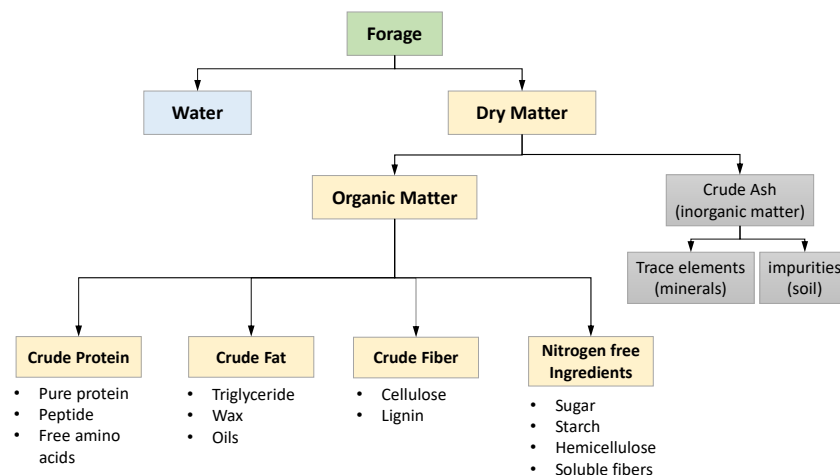 Forage
Water
Dry Matter
Organic Matter
Crude Ash
(inorganic matter)
Trace elements
(minerals)
impurities
(soil)
Crude Protein
• Pure protein
• Peptide
• Free amino
acids
Crude Fat
• Triglyceride
• Wax
• Oils
Crude Fiber
• Cellulose
• Lignin
Nitrogen free
Ingredients
• Sugar
• Starch
• Hemicellulose
• Soluble fibers